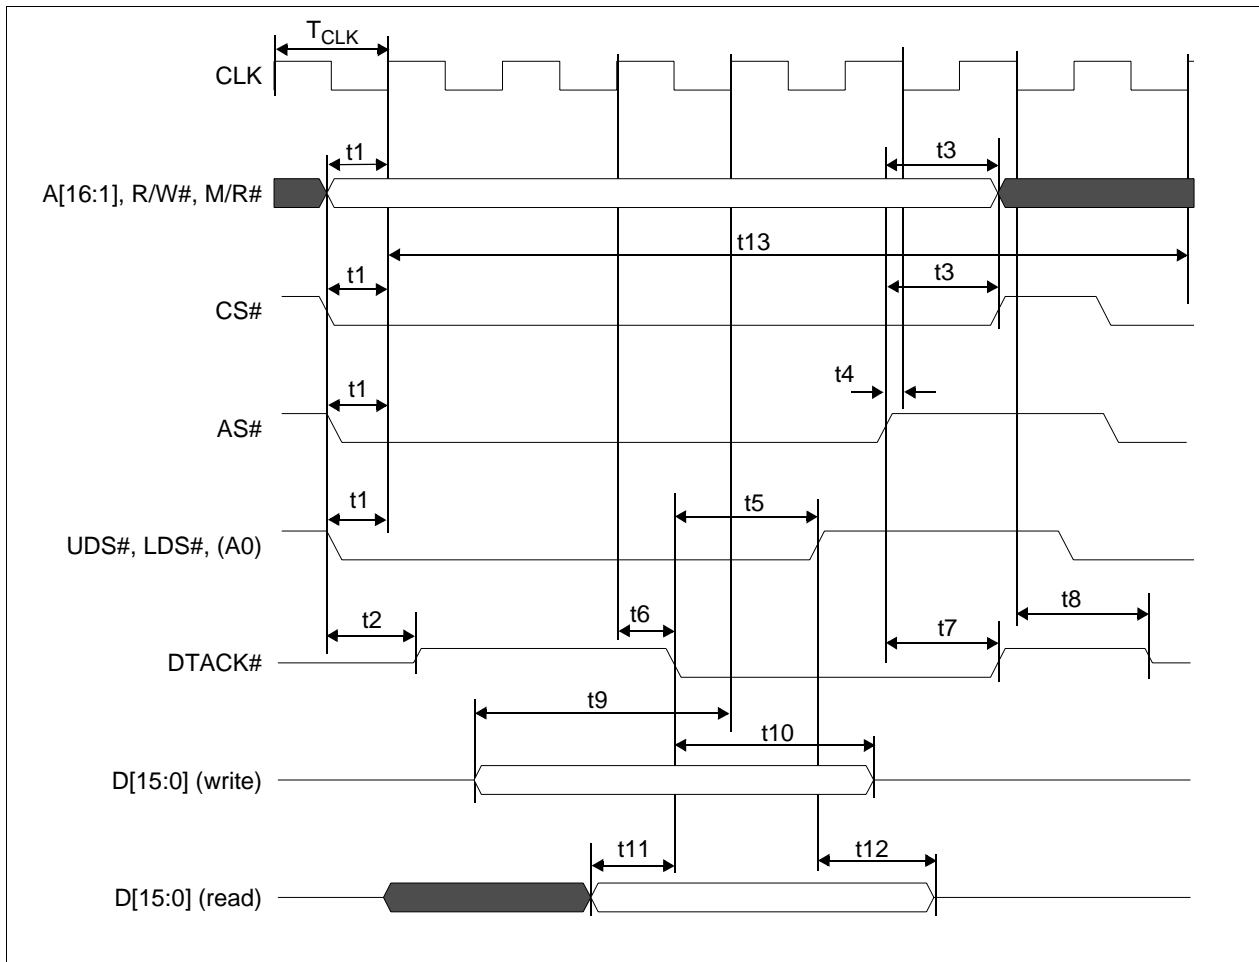 TCLK
CLK
t1
t3
A[16:1], R/W#, M/R#
t13
t1
t3
CS#
t4
t1
AS#
t1
t5
UDS#, LDS#, (A0)
t2
t6
t7
t8
DTACK#
t9
t10
D[15:0] (write)
t11
t12
D[15:0] (read)